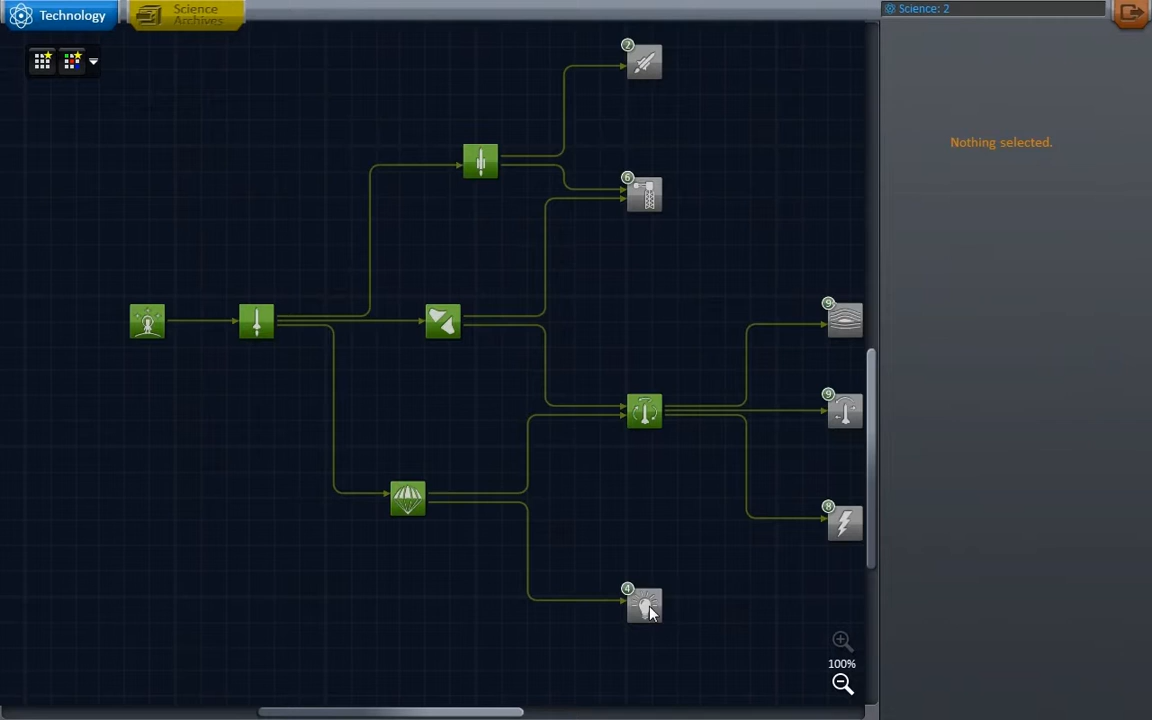 Technology
Science
Archives
Science: 2
Nothing selected.
2
6
9
9
8
4
100%